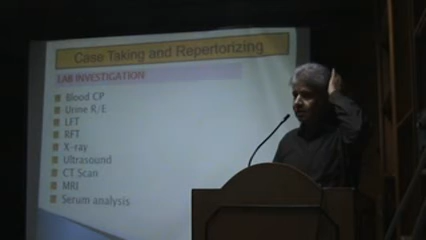 Case Taking and Repertorizing
LAB INVESTIGATION
Blood CP
Urine R/E
LFT
RFT
X-ray
Ultrasound
CT Scan
MRI
Serum analysis